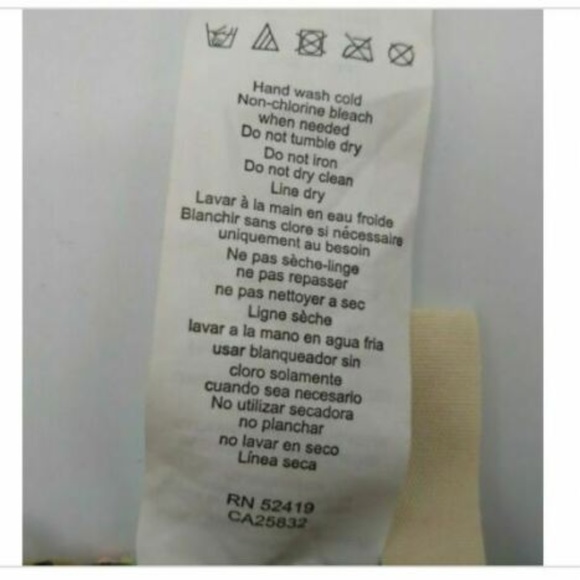 Hand wash cold
Non-chlorine bleach
when needed
Do not tumble dry
Do not iron
Do not dry clean
Line dry
Lavar à la main en eau froide
Blanchir sans clore si nécessaire
uniquement au besoin
Ne pas sèche-linge
ne pas repasser
ne pas nettoyer a sec
Ligne sèche
lavar a la mano en agua fria
usar blanqueador sin
cloro solamente
cuando sea necesario
No utilizar secadora
no planchar
no lavar en seco
Línea seca
RN 52419
CA25832